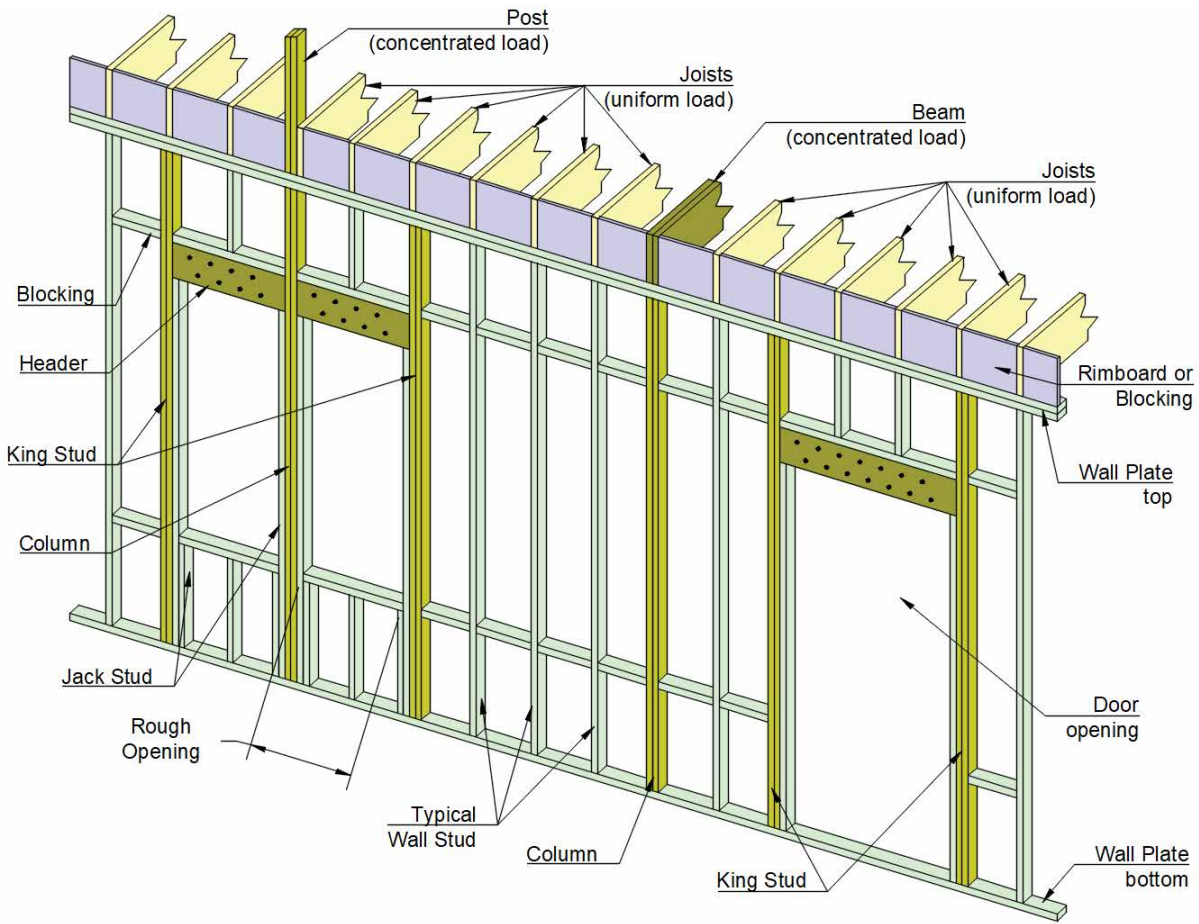 Post
(concentrated load)
Joists
(uniform load)
Beam
(concentrated load)
Joists
(uniform load)
Blocking
Header
King Stud
Column
Jack Stud
Rough
Opening
Typical
Wall Stud
Column
King Stud
Rimboard or
Blocking
Wall Plate
top
Door
opening
Wall Plate
bottom